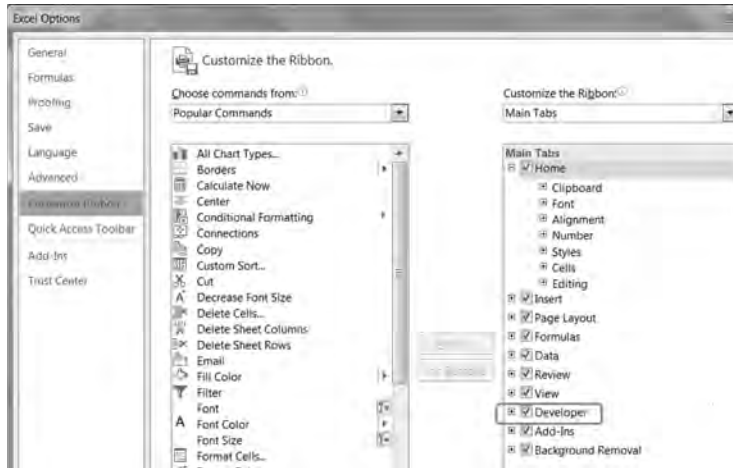 Excel Options
General
Formulas
Proofing
Save
Language
Advanced
Customize Ribbon
Quick Access Toolbar
Add-Ins
Trust Center
Customize the Ribbon.
Choose commands from:
Popular Commands
All Chart Types...
Borders
Calculate Now
Center
Conditional Formatting
Connections
Copy
Custom Sort...
Cut
Decrease Font Size
Delete Cells...
Delete Sheet Columns
Delete Sheet Rows
Email
Fill Color
Filter
Font
Font Color
Font Size
Format Cells...
Customize the Ribbon:
Main Tabs
Main Tabs
Home
Clipboard
Font
Alignment
Number
Styles
Cells
Editing
Insert
Page Layout
Formulas
Data
Review
View
Developer
Add-Ins
Background Removal